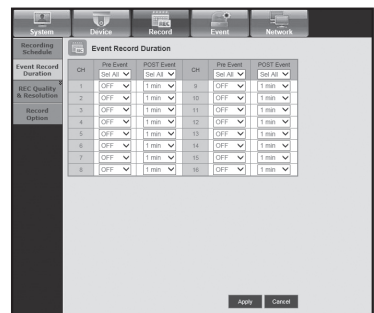 System Device Record Event Network
Recording
Schedule
Event Record
Duration
REC Quality
& Resolution
Record
Option
REC
Event Record Duration
CH Pre Event POST Event CH Pre Event POST Event
Sel All Sel All Sel All Sel All
1 OFF 1 min 9 OFF 1 min
2 OFF 1 min 10 OFF 1 min
3 OFF 1 min 11 OFF 1 min
4 OFF 1 min 12 OFF 1 min
5 OFF 1 min 13 OFF 1 min
6 OFF 1 min 14 OFF 1 min
7 OFF 1 min 15 OFF 1 min
8 OFF 1 min 16 OFF 1 min
Apply Cancel